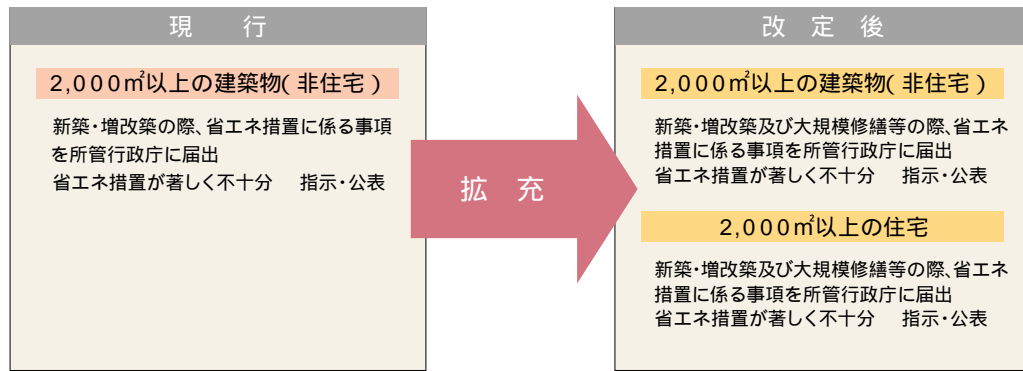 現 行
2,000㎡以上の建築物(非住宅)
新築・増改築の際、省エネ措置に係る事項
を所管行政庁に届出
省エネ措置が著しく不十分 指示・公表
拡 充
改 定 後
2,000㎡以上の建築物(非住宅)
新築・増改築及び大規模修繕等の際、省エネ
措置に係る事項を所管行政庁に届出
省エネ措置が著しく不十分 指示・公表
2,000㎡以上の住宅
新築・増改築及び大規模修繕等の際、省エネ
措置に係る事項を所管行政庁に届出
省エネ措置が著しく不十分 指示・公表